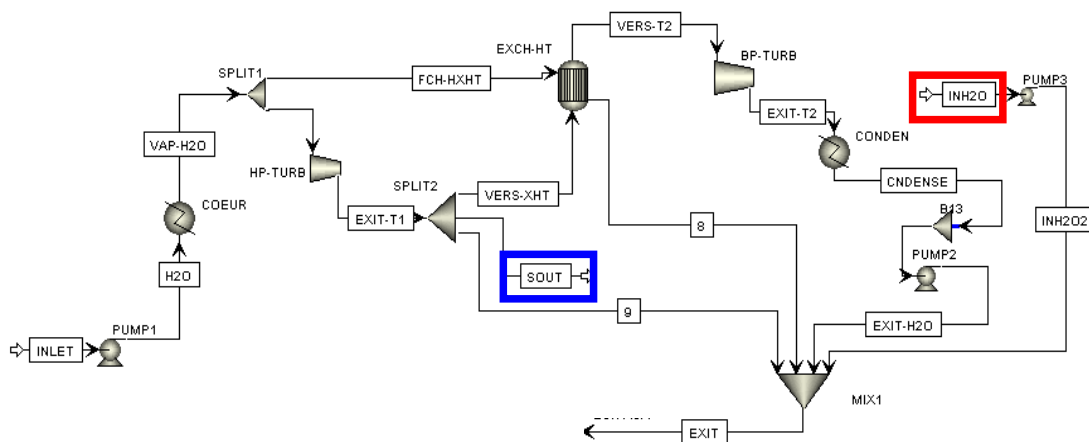 VERS-T2
BP-TURB
EXCH-HT
SPLIT1
FCH-HXHT
INH2O
PUMP3
EXIT-T2
CONDEN
VAP-H2O
HP-TURB
SPLIT2
VERS-XHT
CNDENSE
COEUR
EXIT-T1
B13
8
INH2O2
PUMP2
H2O
SOUT
9
PUMP1
EXIT-H2O
INLET
MIX1
EXIT